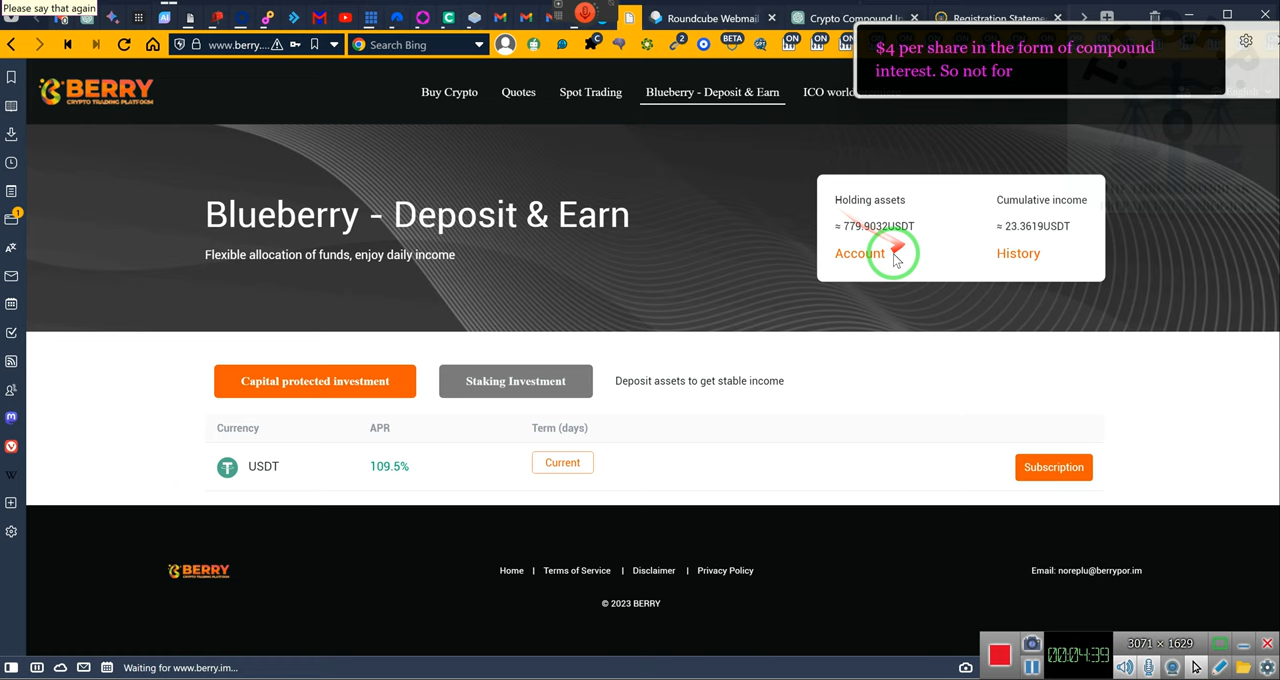 Please say that again
Roundcube Webmail
Crypto Compound In
Registration Stateme
www.berry....
Search Bing
C
2
BETA
ON
ON
ON
$4 per share in the form of compound
interest. So not for
BERRY
CRYPTO TRADING PLATFORM
Buy Crypto
Quotes
Spot Trading
Blueberry - Deposit & Earn
ICO world
English
Blueberry - Deposit & Earn
Flexible allocation of funds, enjoy daily income
Holding assets
Cumulative income
≈ 779.9032USDT
≈ 23.3619USDT
Account
History
1
Capital protected investment
Staking Investment
Deposit assets to get stable income
Currency
APR
Term (days)
USDT
109.5%
Current
Subscription
BERRY
Home | Terms of Service | Disclaimer | Privacy Policy
Email: noreplu@berrypor.im
© 2023 BERRY
3071 × 1629
00:04:39
Waiting for www.berry.im...